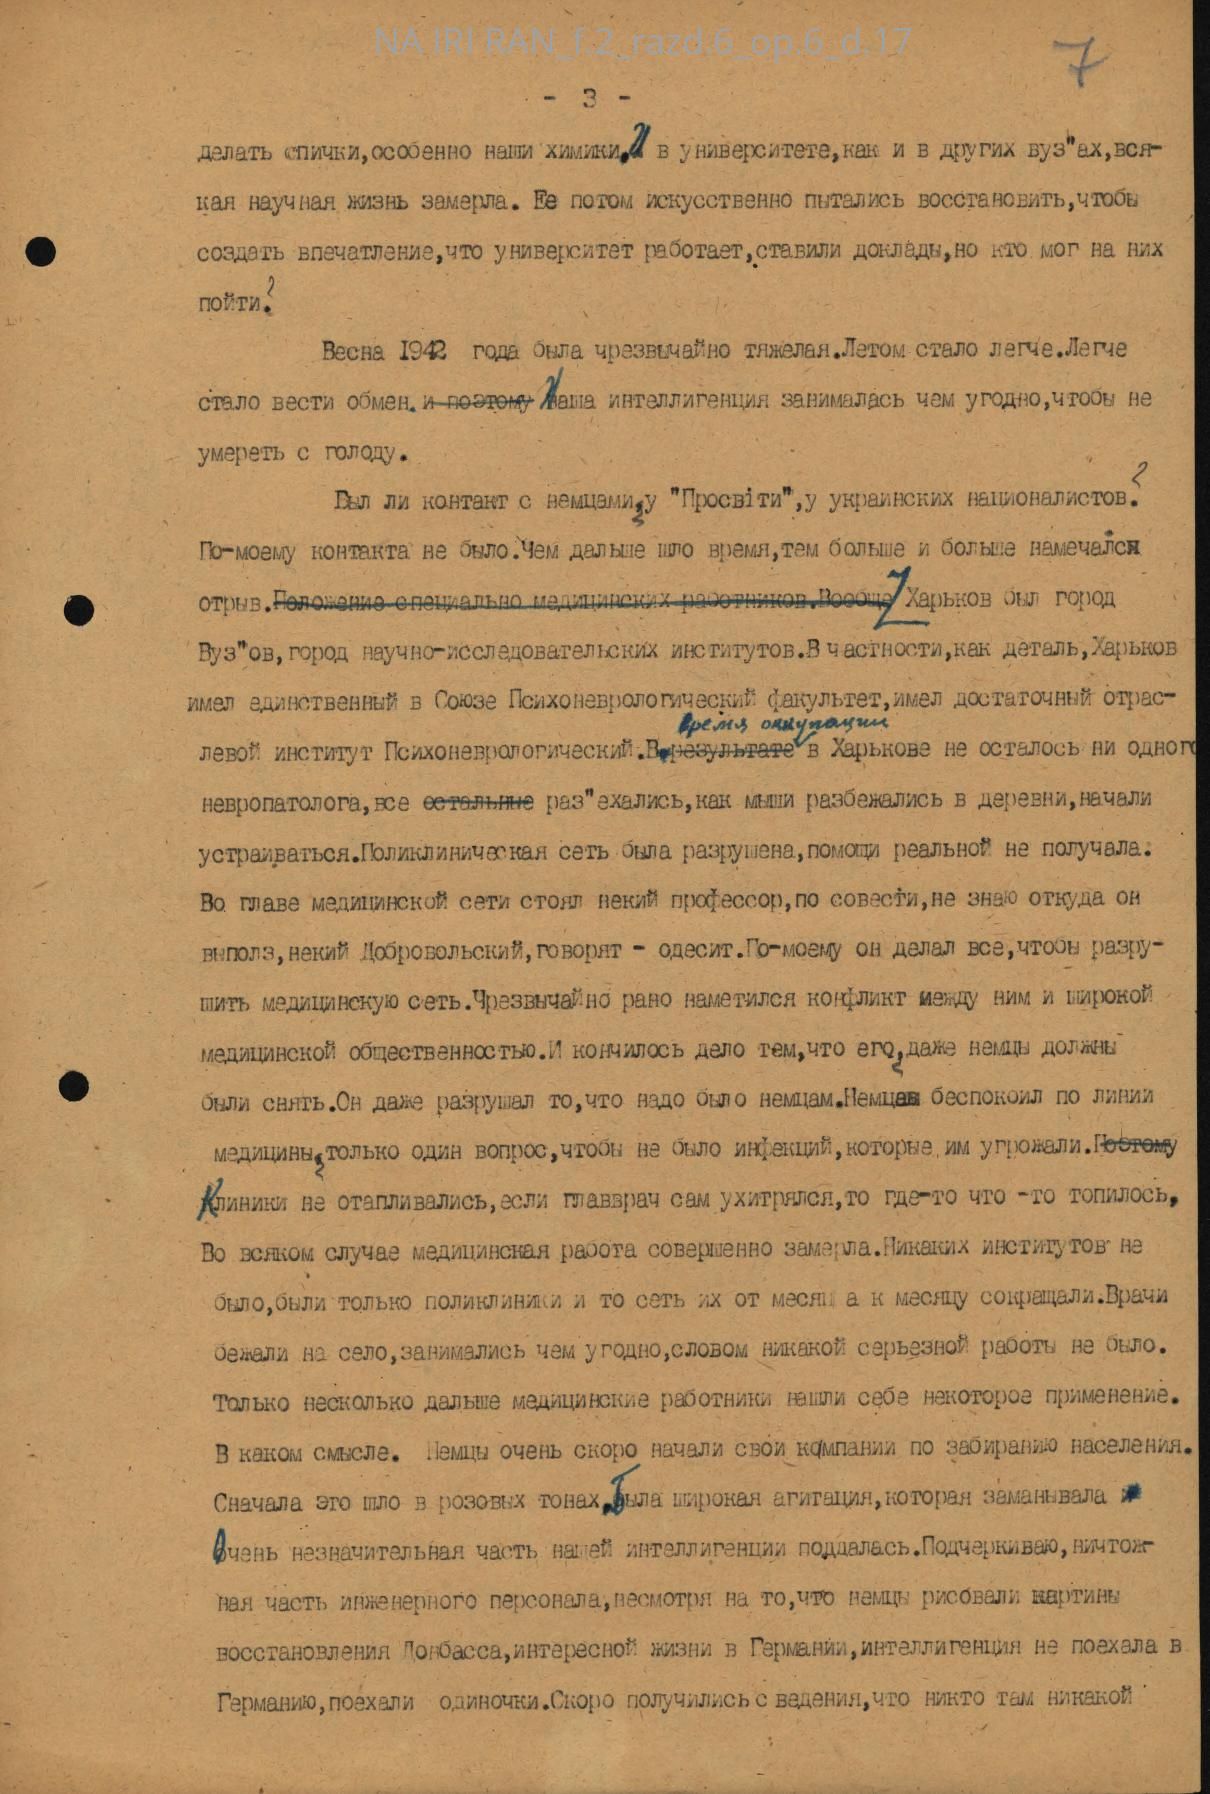 NA IRI RAN_f.2_razd.6_op.6_d.17
7
- 3 -
делать спички,особенно наши химики. И в университете,как и в других вуз"ах,вся-
кая научная жизнь замерла. Ее потом искусственно пытались восстановить,чтобы
создать впечатление,что университет работает,ставили доклады,но кто мог на них
пойти?
Весна 1942 года была чрезвычайно тяжелая.Летом стало легче.Легче
стало вести обмен. и поэтому Наша интеллигенция занималась чем угодно,чтобы не
умереть с голоду.
Был ли контакт с немцами у "Просвiти",у украинских националистов?
По-моему контакта не было.Чем дальше шло время,тем больше и больше намечался
отрыв.Положение специально медицинских работников.Вообще Харьков был город
Вуз"ов,город научно-исследовательских институтов.В частности,как деталь,Харьков
имел единственный в Союзе Психоневрологический факультет,имел достаточный отрас-
время оккупации
левой институт Психоневрологический.В результате в Харькове не осталось ни одного
невропатолога,все остальные раз"ехались,как мыши разбежались в деревни,начали
устраиваться.Поликлиническая сеть была разрушена,помощи реальной не получала.
Во главе медицинской сети стоял некий профессор,по совести,не знаю откуда он
выполз,некий Добровольский,говорят - одесит.По-моему он делал все,чтобы разру-
шить медицинскую сеть.Чрезвычайно рано наметился конфликт между ним и широкой
медицинской общественностью.И кончилось дело тем,что его даже немцы должны
были снять.Он даже разрушал то,что надо было немцам.Немцев беспокоил по линии
медицины только один вопрос,чтобы не было инфекций,которые им угрожали.Поэтому
Клиники не отапливались,если главврач сам ухитрялся,то где-то что -то топилось,
Во всяком случае медицинская работа совершенно замерла.Никаких институтов не
было,были только поликлиники и то сеть их от месяц а к месяцу сокращали.Врачи
бежали на село,занимались чем угодно,словом никакой серьезной работы не было.
Только несколько дальше медицинские работники нашли себе некоторое применение.
В каком смысле. Немцы очень скоро начали свои компании по забиранию населения.
Сначала это шло в розовых тонах. Была широкая агитация,которая заманывала
Очень незначительная часть нашей интеллигенции поддалась.Подчеркиваю,ничтож-
ная часть инженерного персонала,несмотря на то,что немцы рисовали картины
восстановления Донбасса,интересной жизни в Германии,интеллигенция не поехала в
Германию,поехали одиночки.Скоро получились с ведения,что никто там никакой